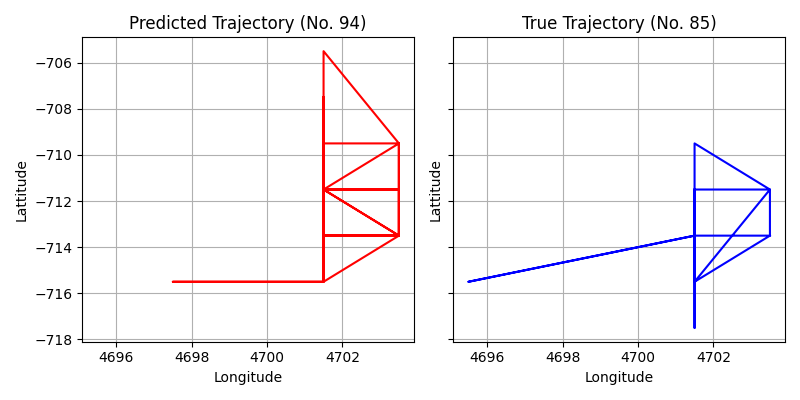 Predicted Trajectory (No. 94)
True Trajectory (No. 85)
Lattitude
−706
−708
−710
−712
−714
−716
−718
4696
4698
4700
4702
Longitude
Lattitude
4696
4698
4700
4702
Longitude